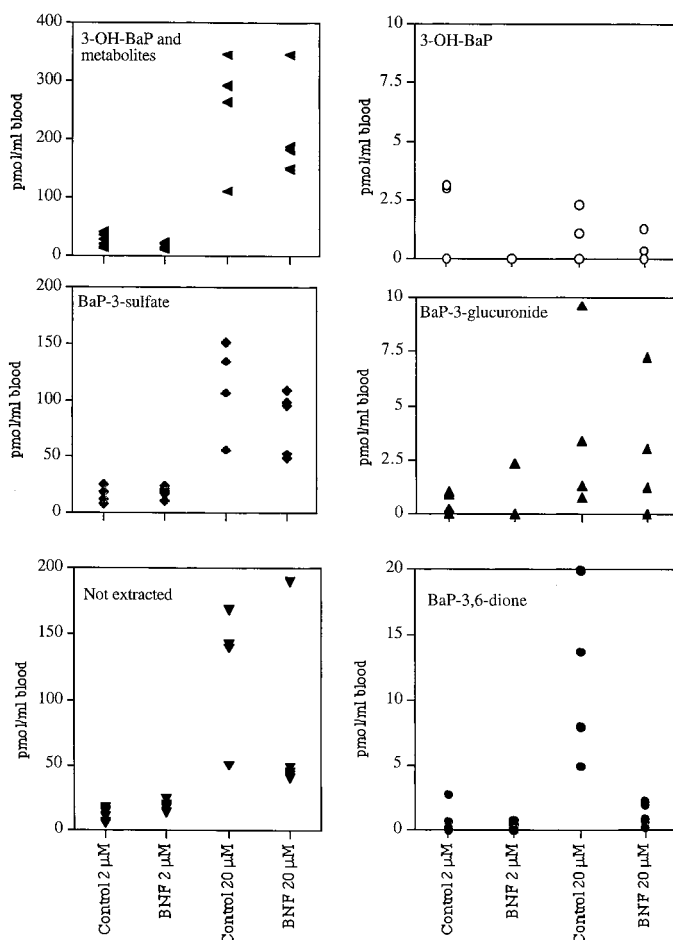 3-OH-BaP and
metabolites
400
300
200
100
0
pmol/ml blood
3-OH-BaP
10
7.5
5
2.5
0
pmol/ml blood
BaP-3-sulfate
200
150
100
50
0
pmol/ml blood
BaP-3-glucuronide
10
7.5
5
2.5
0
pmol/ml blood
Not extracted
200
150
100
50
0
pmol/ml blood
Control 2 µM
BNF 2 µM
Control 20 µM
BNF 20 µM
BaP-3,6-dione
20
15
10
5
0
pmol/ml blood
Control 2 µM
BNF 2 µM
Control 20 µM
BNF 20 µM